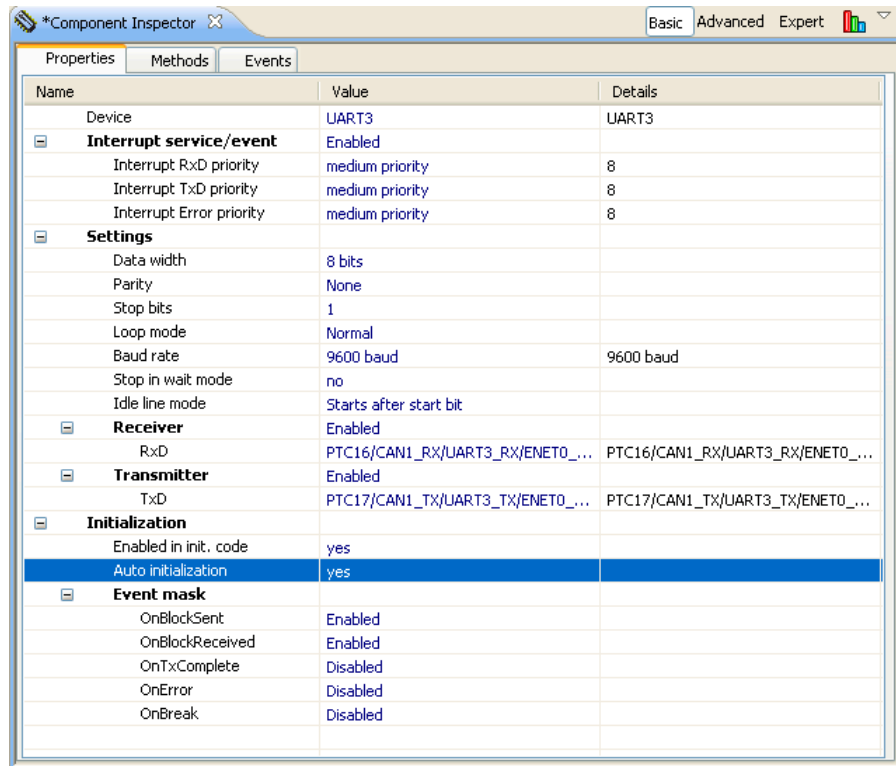 *Component Inspector
Basic Advanced Expert
Properties Methods Events
Name Value Details
Device UART3 UART3
Interrupt service/event Enabled
Interrupt RxD priority medium priority 8
Interrupt TxD priority medium priority 8
Interrupt Error priority medium priority 8
Settings
Data width 8 bits
Parity None
Stop bits 1
Loop mode Normal
Baud rate 9600 baud 9600 baud
Stop in wait mode no
Idle line mode Starts after start bit
Receiver Enabled
RxD PTC16/CAN1_RX/UART3_RX/ENET0_... PTC16/CAN1_RX/UART3_RX/ENET0_...
Transmitter Enabled
TxD PTC17/CAN1_TX/UART3_TX/ENET0_... PTC17/CAN1_TX/UART3_TX/ENET0_...
Initialization
Enabled in init. code yes
Auto initialization yes
Event mask
OnBlockSent Enabled
OnBlockReceived Enabled
OnTxComplete Disabled
OnError Disabled
OnBreak Disabled